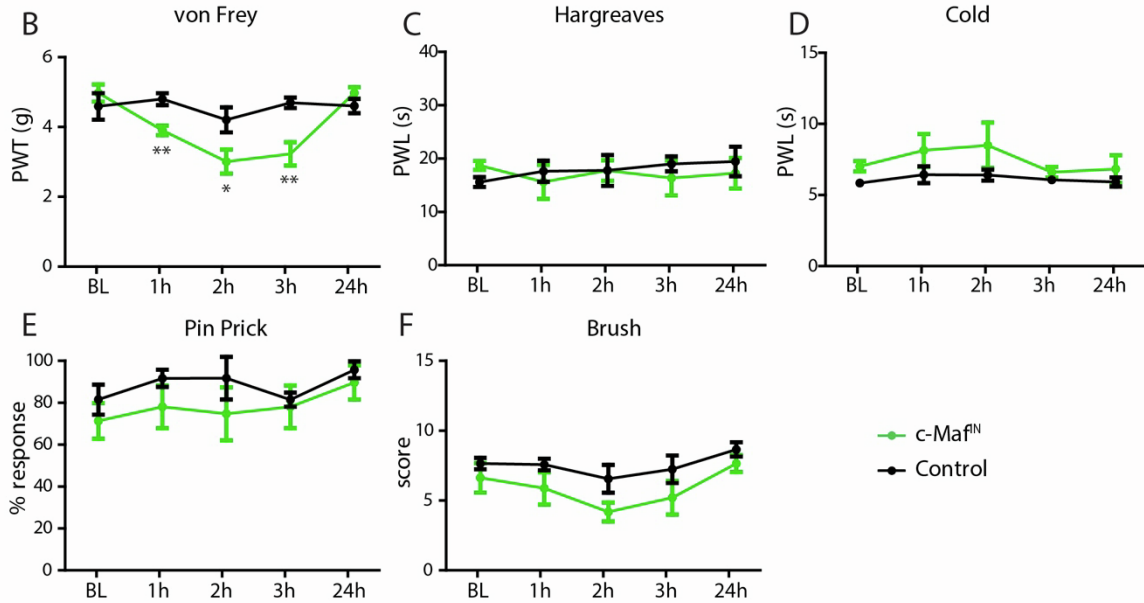 B
von Frey
6
4
2
0
PWT (g)
**
*
**
BL 1h 2h 3h 24h
C
Hargreaves
40
30
20
10
0
PWL (s)
BL 1h 2h 3h 24h
D
Cold
15
10
5
0
PWL (s)
BL 1h 2h 3h 24h
E
Pin Prick
100
80
60
40
20
0
% response
BL 1h 2h 3h 24h
F
Brush
15
10
5
0
score
BL 1h 2h 3h 24h
c-Mafᴵᴺ
Control